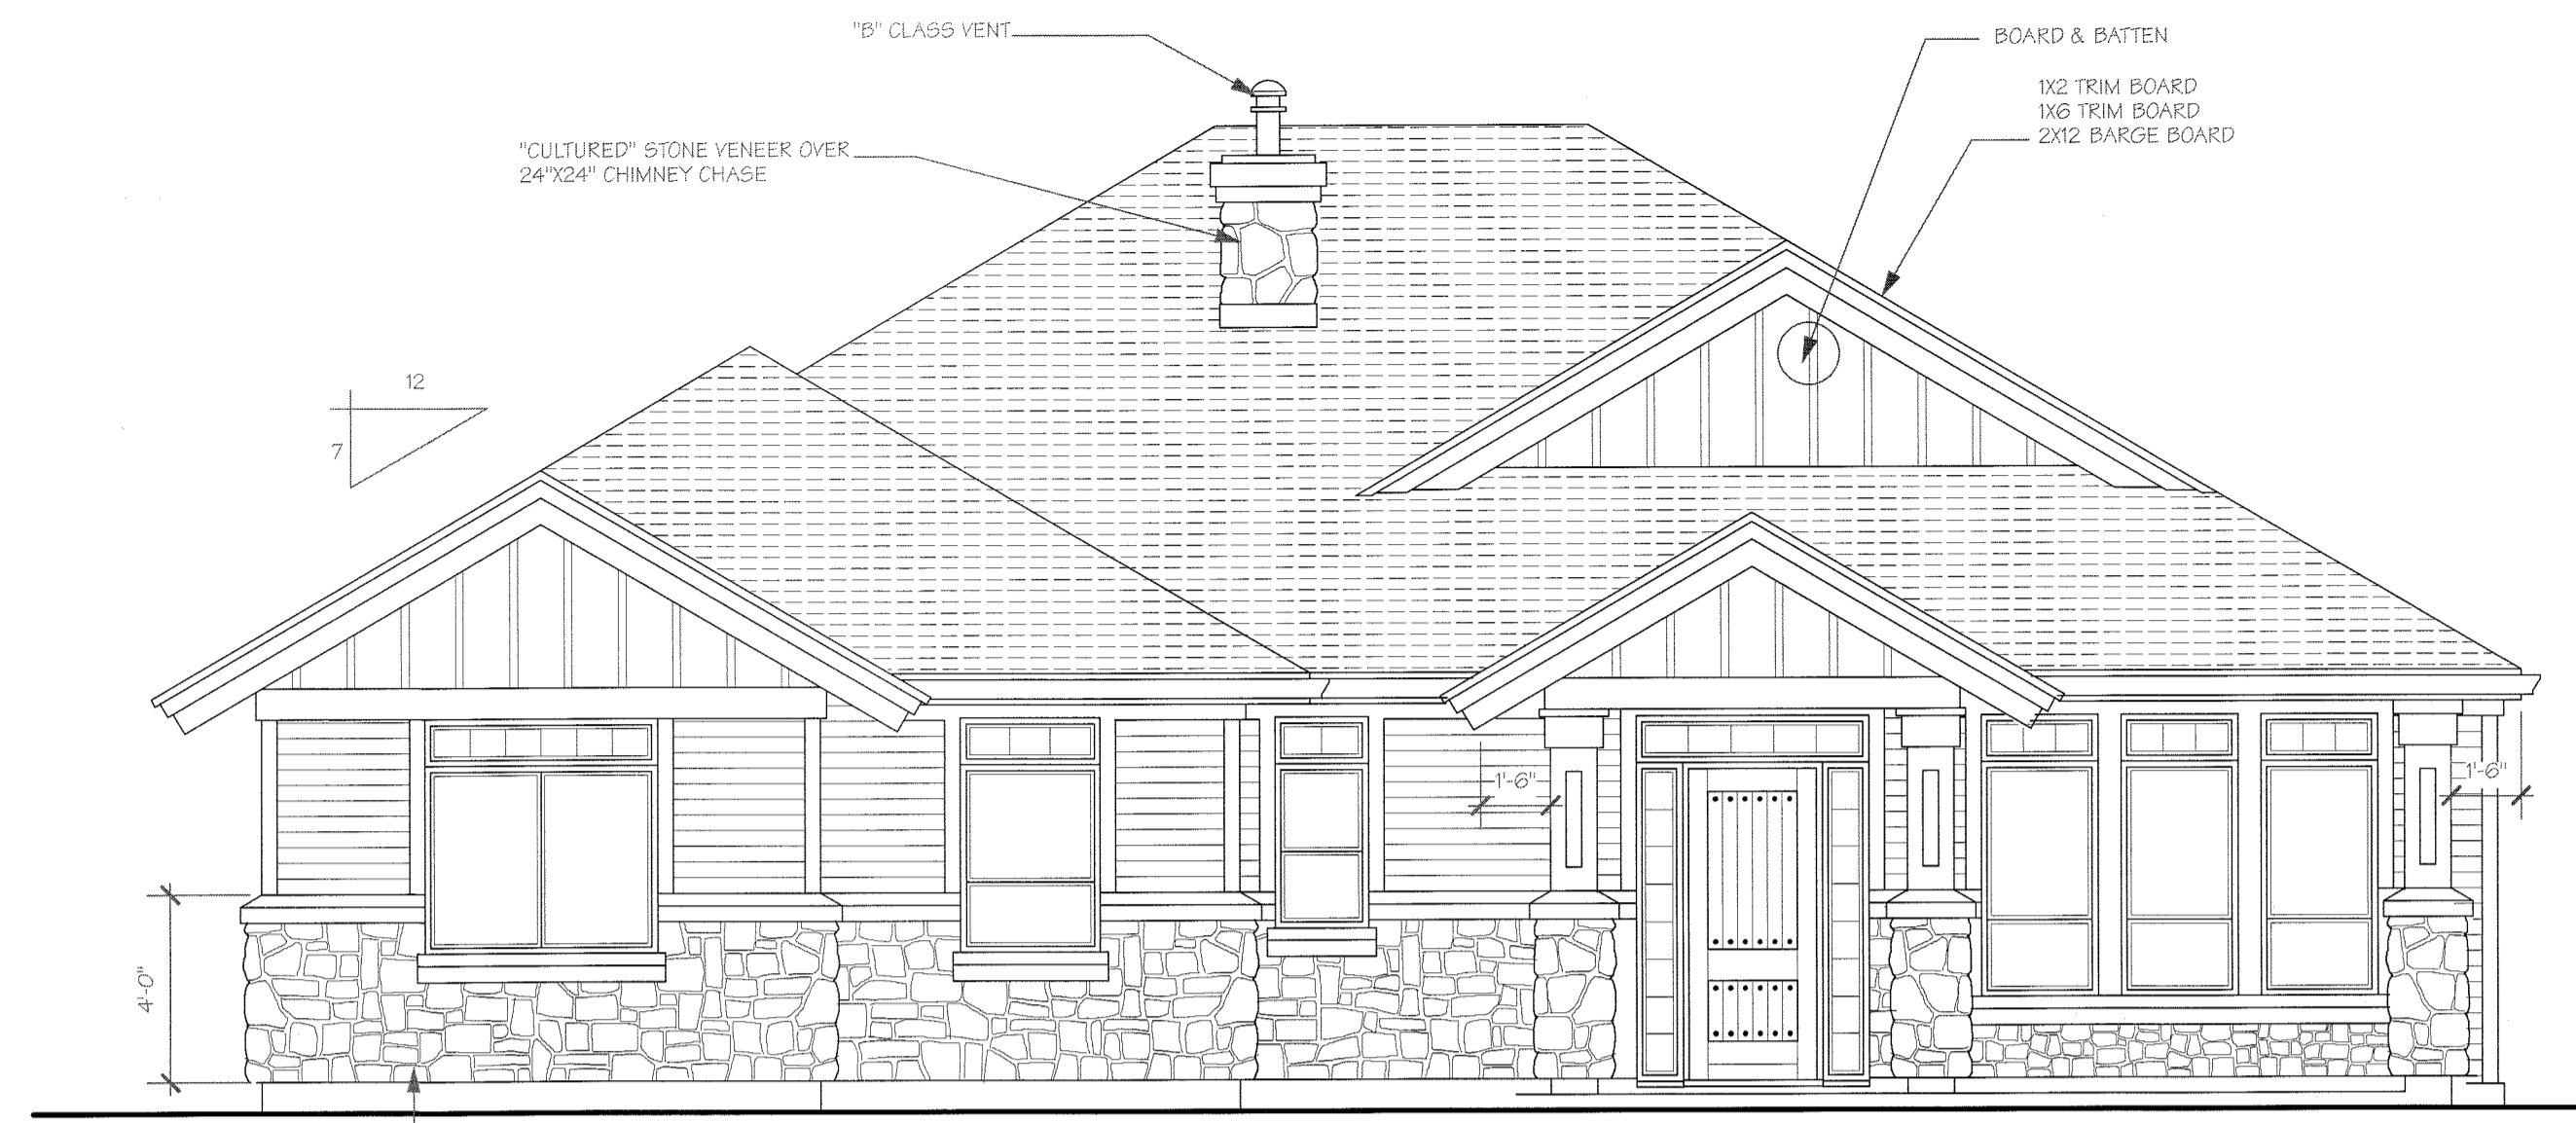 "B" CLASS VENT
BOARD & BATTEN
1X2 TRIM BOARD
1X6 TRIM BOARD
2X12 BARGE BOARD
"CULTURED" STONE VENEER OVER
24"X24" CHIMNEY CHASE
12
7
1'-6"
1'-6"
4'-0"